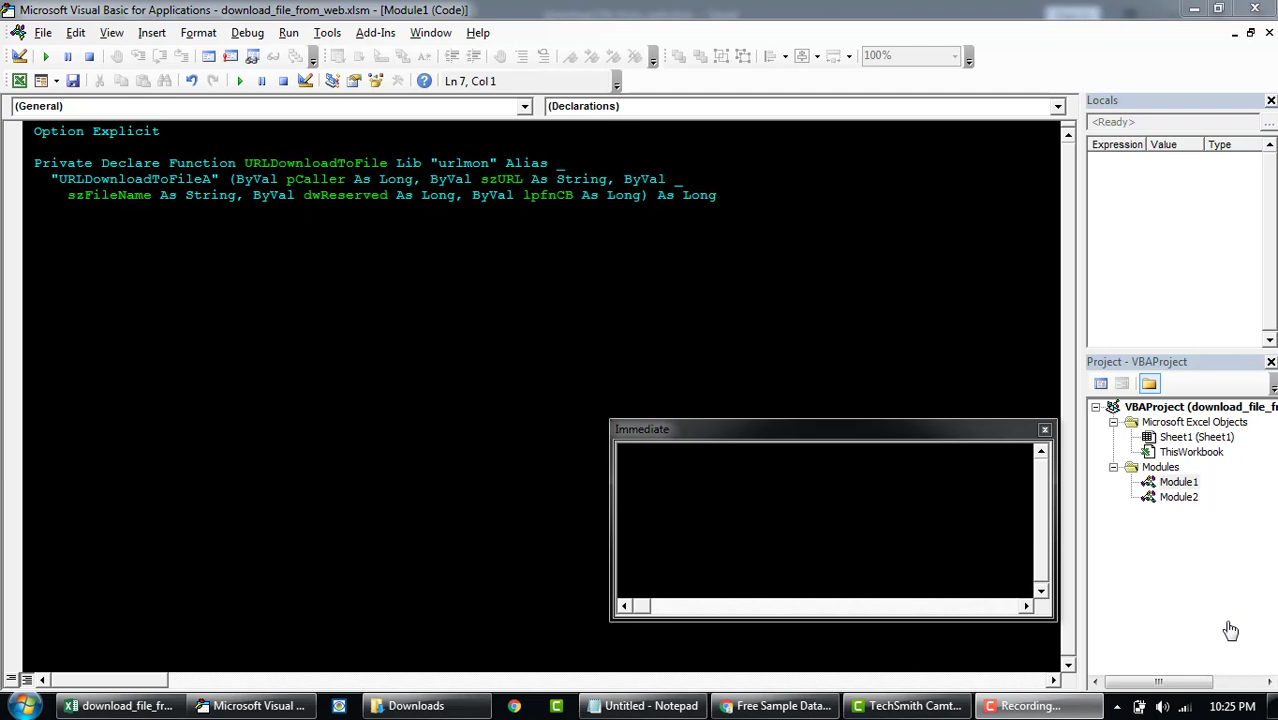 Microsoft Visual Basic for Applications - download_file_from_web.xlsm - [Module1 (Code)]
File Edit View Insert Format Debug Run Tools Add-Ins Window Help
100%
Ln 7, Col 1
(General) (Declarations)
Option Explicit
Private Declare Function URLDownloadToFile Lib "urlmon" Alias _
"URLDownloadToFileA" (ByVal pCaller As Long, ByVal szURL As String, ByVal _
szFileName As String, ByVal dwReserved As Long, ByVal lpfnCB As Long) As Long
Immediate
Locals
<Ready>
...
Expression Value Type
Project - VBAProject
VBAProject (download_file_fr
Microsoft Excel Objects
Sheet1 (Sheet1)
ThisWorkbook
Modules
Module1
Module2
download_file_fr... Microsoft Visual ... Downloads Untitled - Notepad Free Sample Data... TechSmith Camt... Recording... 10:25 PM